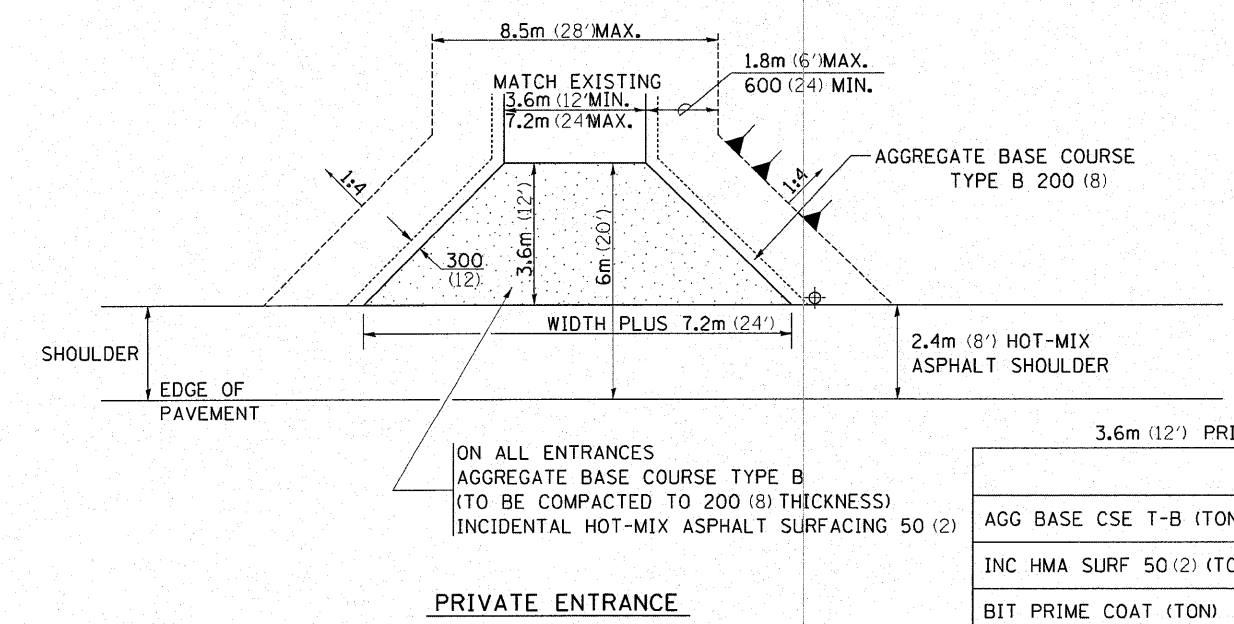 8.5m (28')MAX.
1.8m (6')MAX.
600 (24) MIN.
MATCH EXISTING
3.6m (12'MIN.
7.2m (24'MAX.
AGGREGATE BASE COURSE
TYPE B 200 (8)
1:4
1:4
300
(12)
3.6m (12')
6m (20')
WIDTH PLUS 7.2m (24')
SHOULDER
2.4m (8') HOT-MIX
ASPHALT SHOULDER
EDGE OF
PAVEMENT
3.6m (12') PRI
ON ALL ENTRANCES
AGGREGATE BASE COURSE TYPE B
(TO BE COMPACTED TO 200 (8) THICKNESS)
INCIDENTAL HOT-MIX ASPHALT SURFACING 50 (2)
AGG BASE CSE T-B (TON
INC HMA SURF 50(2) (TO
BIT PRIME COAT (TON)
PRIVATE ENTRANCE